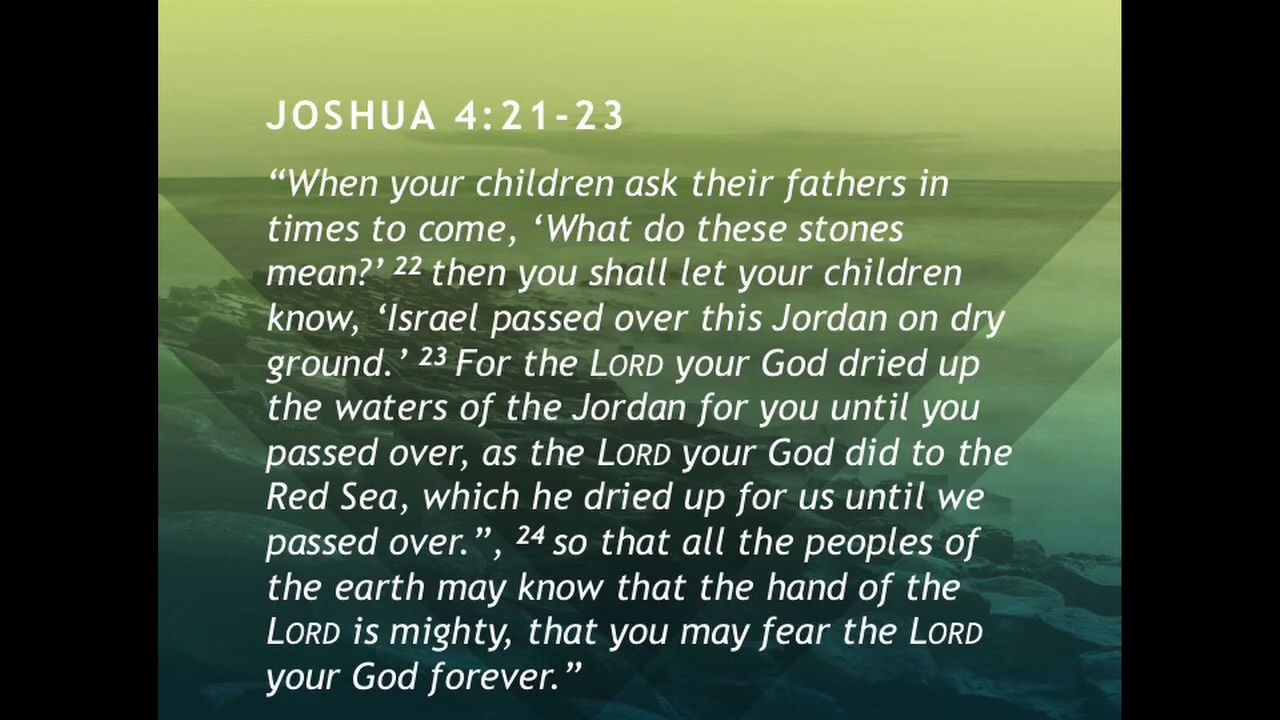 JOSHUA 4:21-23
“When your children ask their fathers in
times to come, ‘What do these stones
mean?’ 22 then you shall let your children
know, ‘Israel passed over this Jordan on dry
ground.’ 23 For the LORD your God dried up
the waters of the Jordan for you until you
passed over, as the LORD your God did to the
Red Sea, which he dried up for us until we
passed over.”, 24 so that all the peoples of
the earth may know that the hand of the
LORD is mighty, that you may fear the LORD
your God forever.”